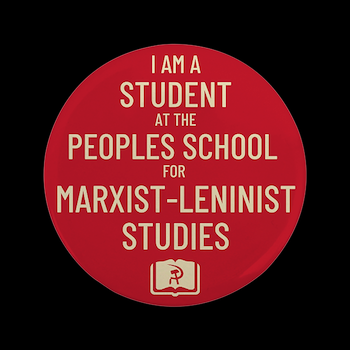 I AM A
STUDENT
AT THE
PEOPLES SCHOOL
FOR
MARXIST-LENINIST
STUDIES